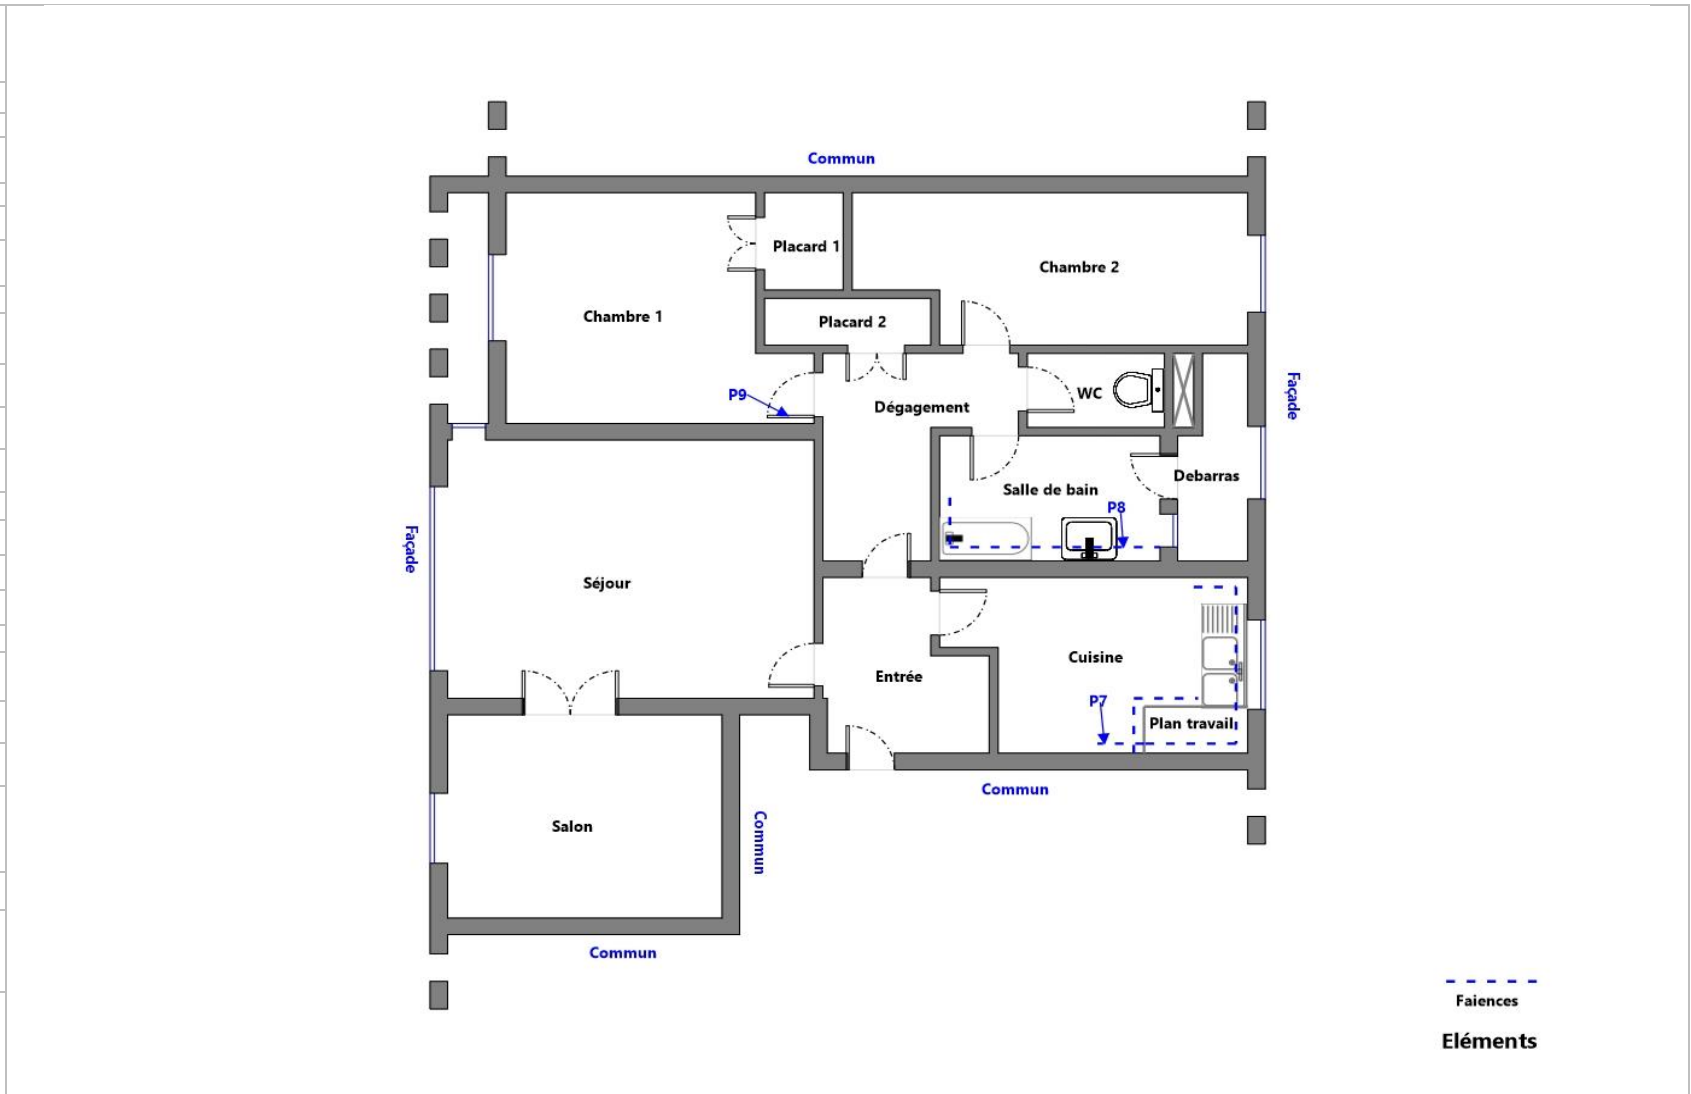 Commun
Placard 1
Chambre 2
Chambre 1
Placard 2
P9
WC
Façade
Dégagement
Debarras
Salle de bain
P8
Façade
Séjour
Cuisine
Entrée
P7
Plan travail
Commun
Salon
Commun
Commun
Faiences
Eléments